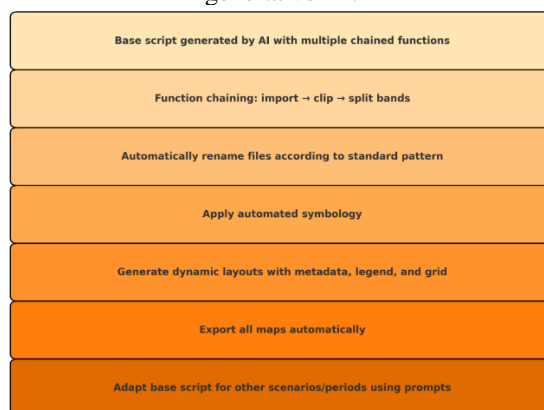 Base script generated by AI with multiple chained functions
Function chaining: import → clip → split bands
Automatically rename files according to standard pattern
Apply automated symbology
Generate dynamic layouts with metadata, legend, and grid
Export all maps automatically
Adapt base script for other scenarios/periods using prompts